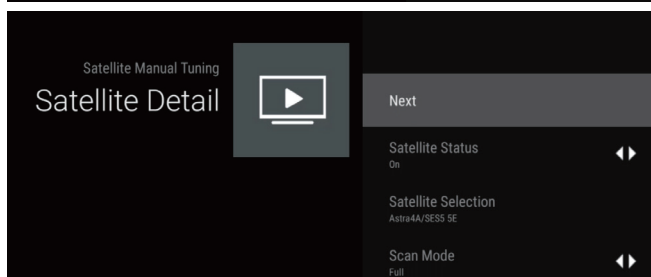 Satellite Manual Tuning
Satellite Detail
Next
Satellite Status
On
Satellite Selection
Astra4A/SES5 5E
Scan Mode
Full